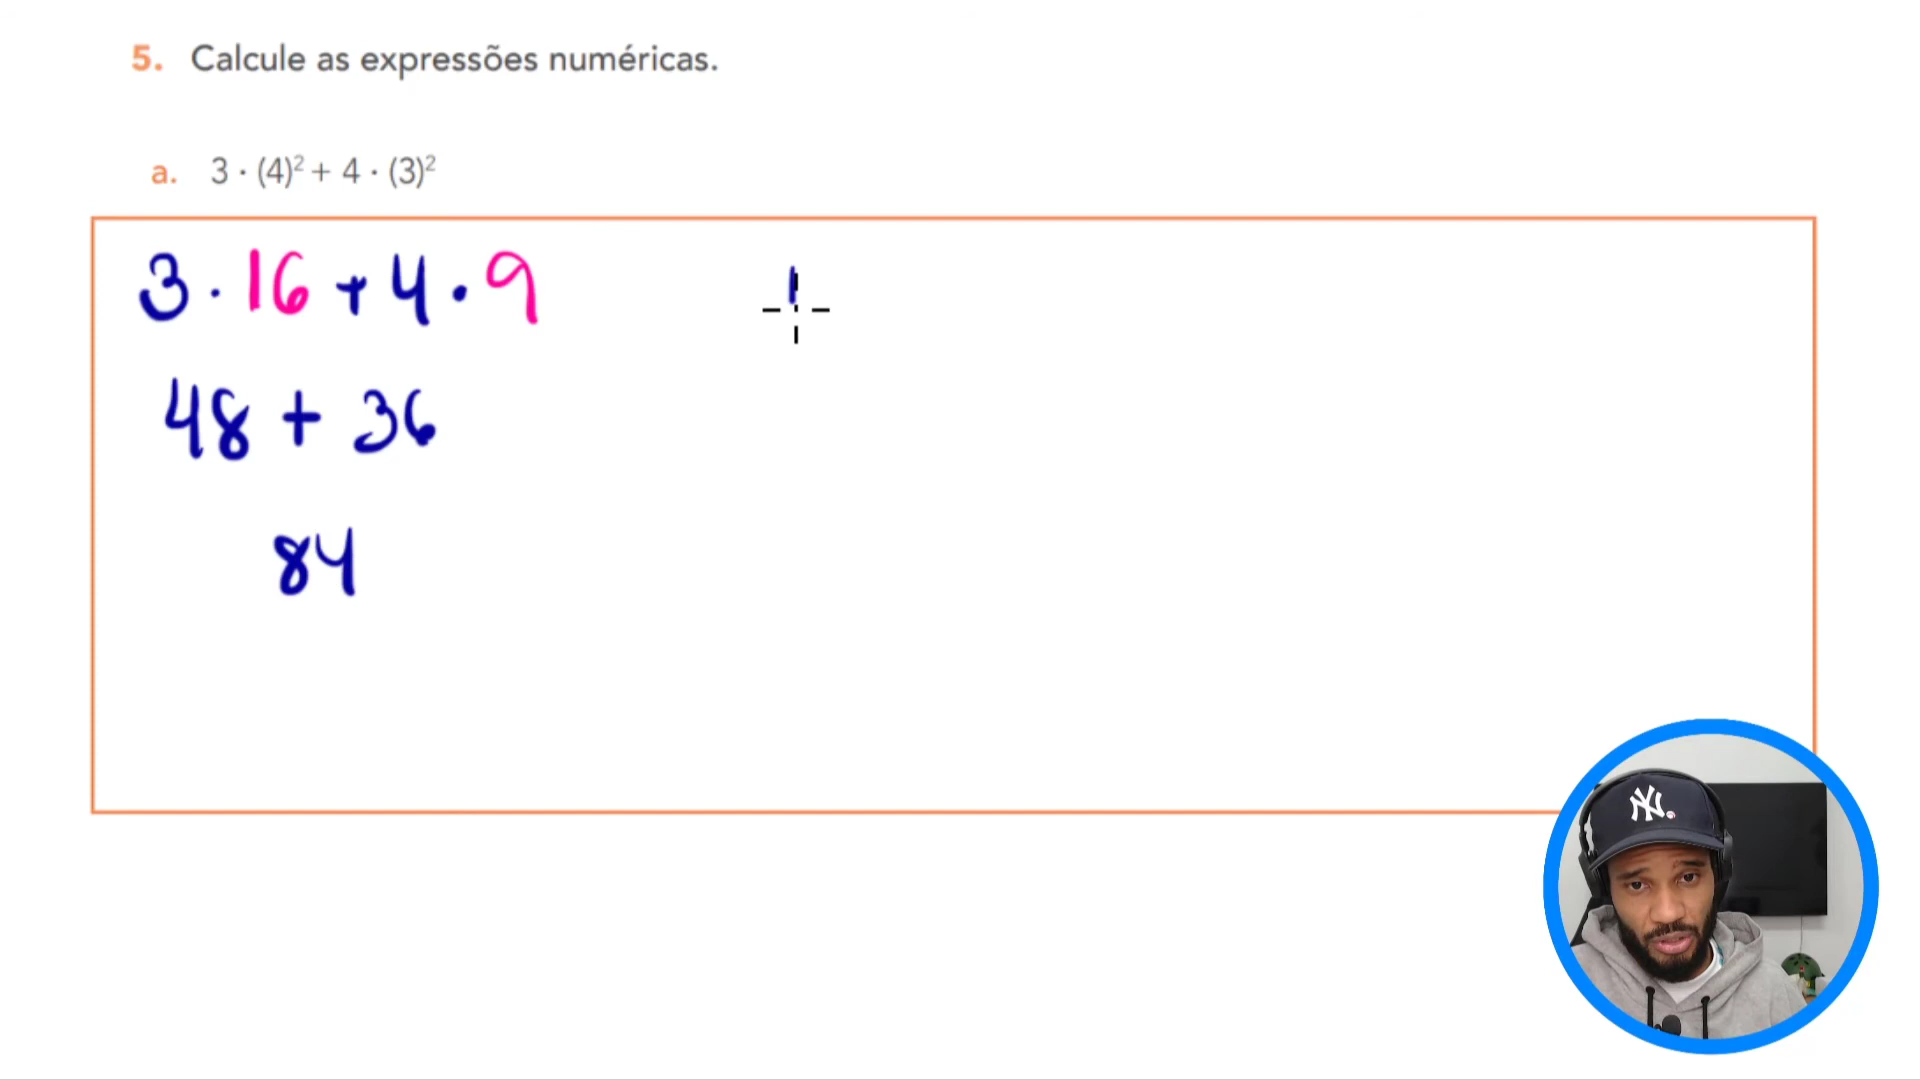 5. Calcule as expressões numéricas.
a. 3 · (4)² + 4 · (3)²
3 · 16 + 4 · 9
48 + 36
84
NY